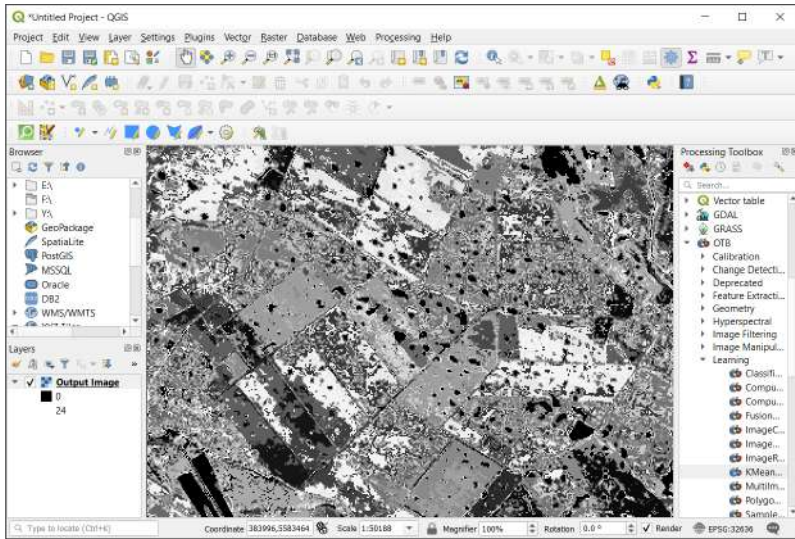 *Untitled Project - QGIS
Project Edit View Layer Settings Plugins Vector Raster Database Web Processing Help
Browser
E:\
F:\
Y:\
GeoPackage
SpatiaLite
PostGIS
MSSQL
Oracle
DB2
WMS/WMTS
Layers
Output Image
0
24
Processing Toolbox
Search...
Vector table
GDAL
GRASS
OTB
Calibration
Change Detecti...
Deprecated
Feature Extracti...
Geometry
Hyperspectral
Image Filtering
Image Manipul...
Learning
Classifi...
Compu...
Compu...
Fusion...
ImageC...
Image...
ImageR...
KMean...
MultiIm...
Polygo...
Sample...
Type to locate (Ctrl+K)
Coordinate 383996,5583464 Scale 1:50188 Magnifier 100% Rotation 0.0 ° Render EPSG:32636